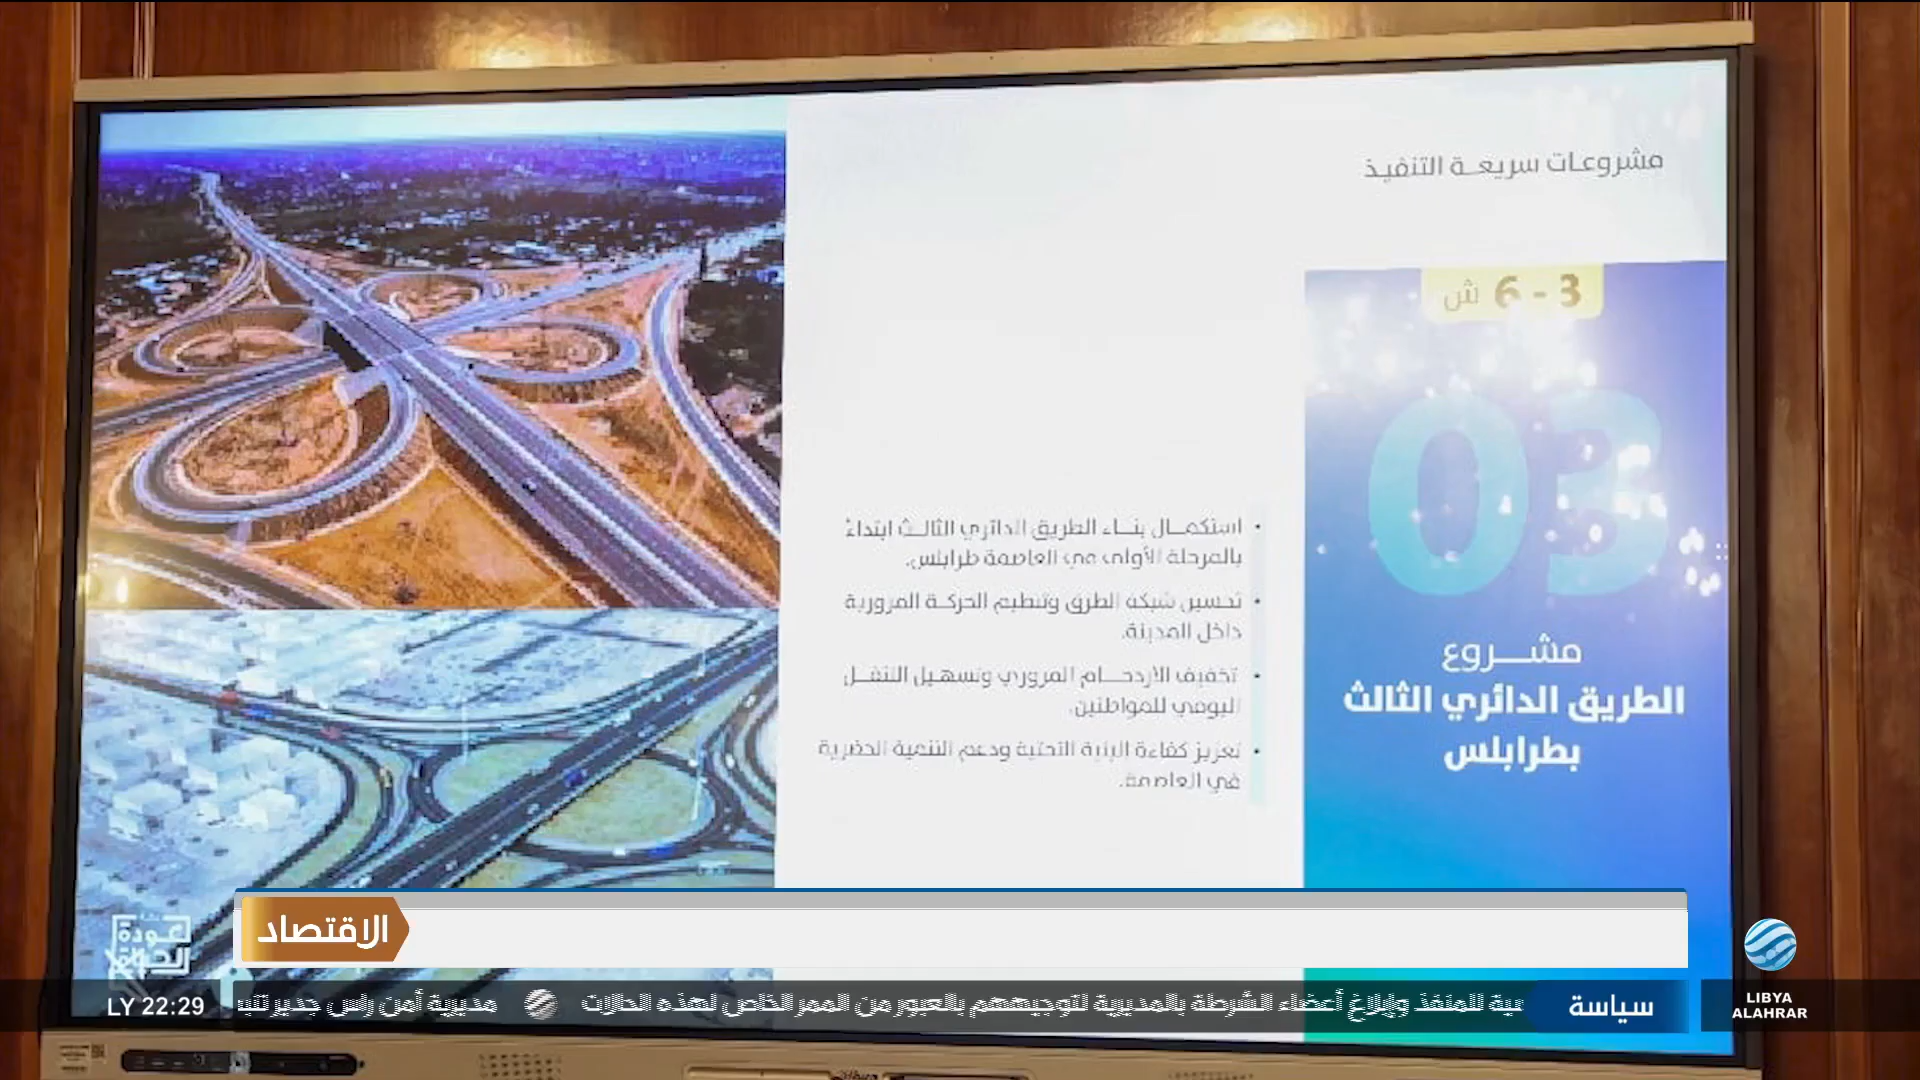 مشروعات سريعة التنفيذ
3 - 6 ش
03
مشروع
الطريق الدائري الثالث
بطرابلس
• استكمال بناء الطريق الدائري الثالث ابتداءً
بالمرحلة الأولى في العاصمة طرابلس.
• تحسين شبكة الطرق وتنظيم الحركة المرورية
داخل المدينة.
• تخفيف الازدحام المروري وتسهيل التنقل
اليومي للمواطنين.
• تعزيز كفاءة البنية التحتية ودعم التنمية الحضرية
في العاصمة.
عودة الحياة
الاقتصاد
سياسة
للمنفذ وإبلاغ أعضاء الشرطة بالمديرية لتوجيههم بالعبور من الممر الخاص لهذه الحالات
مديرية أمن راس جدير
LY 22:29
LIBYA
ALAHRAR